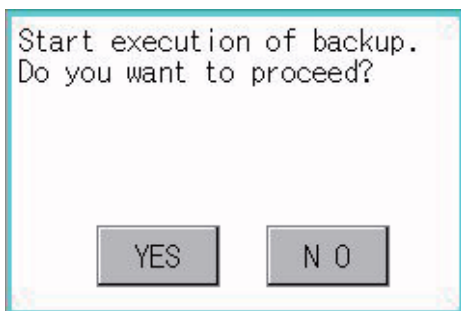 Start execution of backup.
Do you want to proceed?
YES
N O